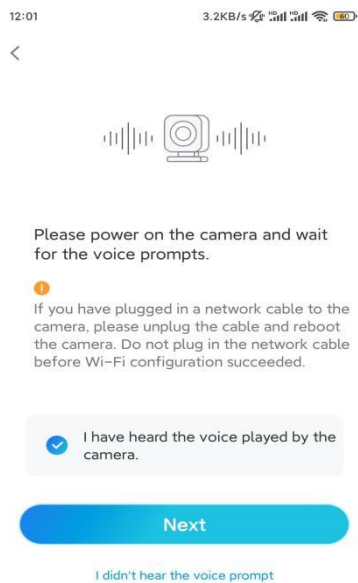 12:01 3.2KB/s 60
Please power on the camera and wait
for the voice prompts.
If you have plugged in a network cable to the
camera, please unplug the cable and reboot
the camera. Do not plug in the network cable
before Wi-Fi configuration succeeded.
I have heard the voice played by the
camera.
Next
I didn't hear the voice prompt